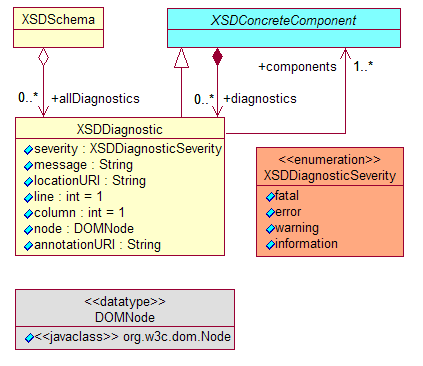 XSDSchema
XSDConcreteComponent
+components
1..*
0..*
+allDiagnostics
0..*
+diagnostics
XSDDiagnostic
severity : XSDDiagnosticSeverity
message : String
locationURI : String
line : int = 1
column : int = 1
node : DOMNode
annotationURI : String
<<enumeration>>
XSDDiagnosticSeverity
fatal
error
warning
information
<<datatype>>
DOMNode
<<javaclass>> org.w3c.dom.Node